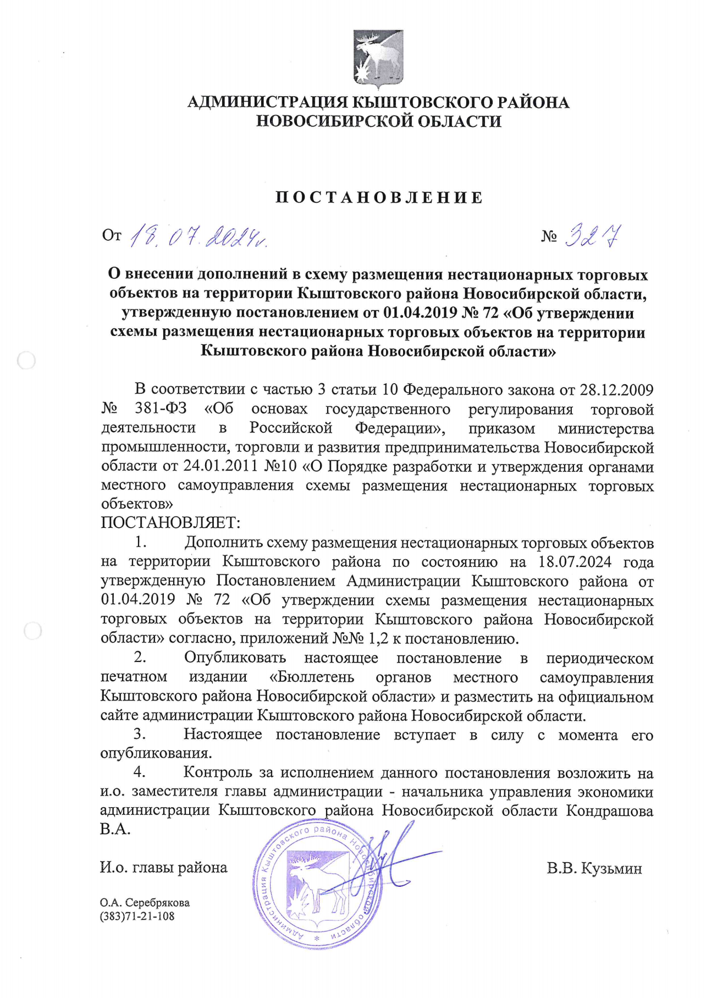 АДМИНИСТРАЦИЯ КЫШТОВСКОГО РАЙОНА
НОВОСИБИРСКОЙ ОБЛАСТИ
П О С Т А Н О В Л Е Н И Е
От 18.07.2024г. № 327
О внесении дополнений в схему размещения нестационарных торговых
объектов на территории Кыштовского района Новосибирской области,
утвержденную постановлением от 01.04.2019 № 72 «Об утверждении
схемы размещения нестационарных торговых объектов на территории
Кыштовского района Новосибирской области»
В соответствии с частью 3 статьи 10 Федерального закона от 28.12.2009
№ 381-ФЗ «Об основах государственного регулирования торговой
деятельности в Российской Федерации», приказом министерства
промышленности, торговли и развития предпринимательства Новосибирской
области от 24.01.2011 №10 «О Порядке разработки и утверждения органами
местного самоуправления схемы размещения нестационарных торговых
объектов»
ПОСТАНОВЛЯЕТ:
1. Дополнить схему размещения нестационарных торговых объектов
на территории Кыштовского района по состоянию на 18.07.2024 года
утвержденную Постановлением Администрации Кыштовского района от
01.04.2019 № 72 «Об утверждении схемы размещения нестационарных
торговых объектов на территории Кыштовского района Новосибирской
области» согласно, приложений №№ 1,2 к постановлению.
2. Опубликовать настоящее постановление в периодическом
печатном издании «Бюллетень органов местного самоуправления
Кыштовского района Новосибирской области» и разместить на официальном
сайте администрации Кыштовского района Новосибирской области.
3. Настоящее постановление вступает в силу с момента его
опубликования.
4. Контроль за исполнением данного постановления возложить на
и.о. заместителя главы администрации - начальника управления экономики
администрации Кыштовского района Новосибирской области Кондрашова
В.А.
И.о. главы района В.В. Кузьмин
Администрация Кыштовского района Новосибирской области *
О.А. Серебрякова
(383)71-21-108